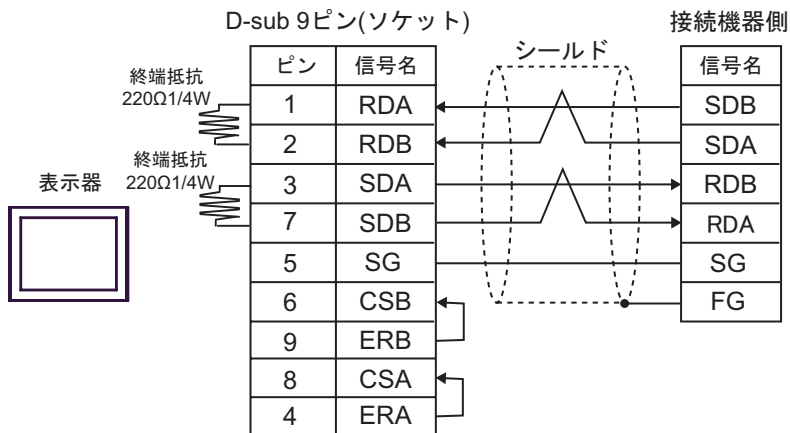 D-sub 9ピン(ソケット)
接続機器側
シールド
終端抵抗
220Ω1/4W
終端抵抗
220Ω1/4W
表示器
ピン 信号名
1 RDA
2 RDB
3 SDA
7 SDB
5 SG
6 CSB
9 ERB
8 CSA
4 ERA
信号名
SDB
SDA
RDB
RDA
SG
FG